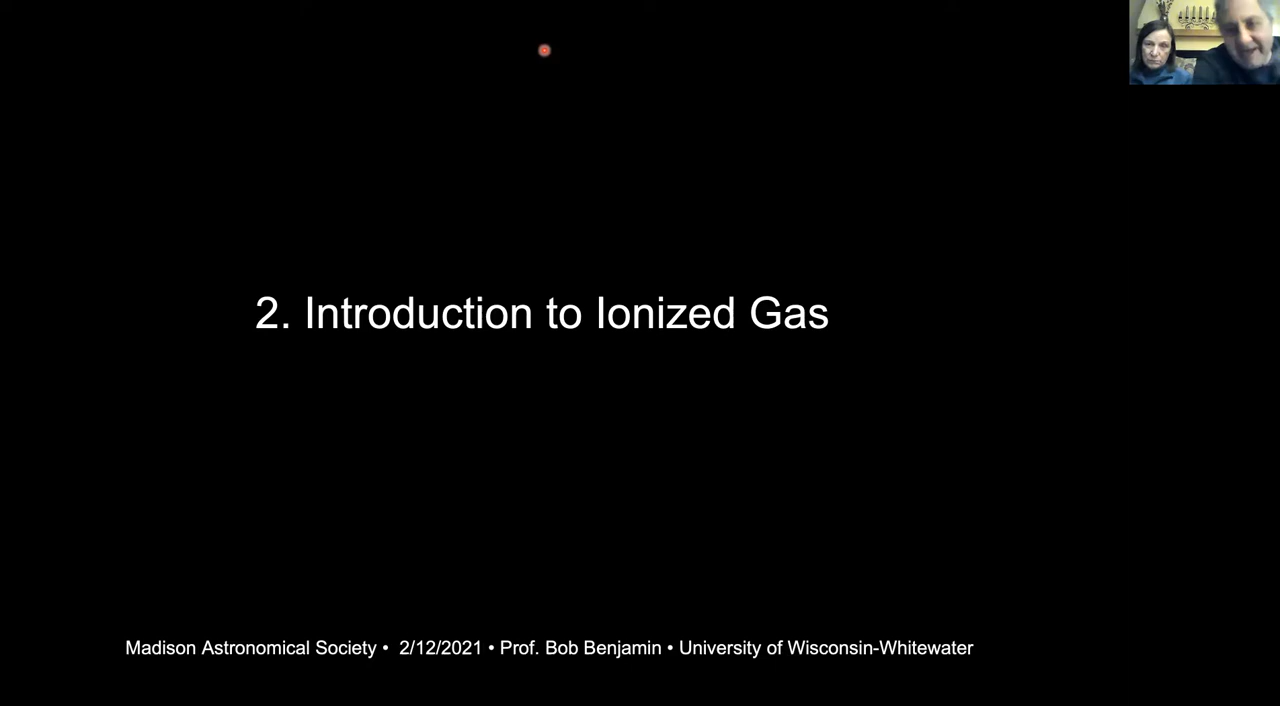 2. Introduction to Ionized Gas
Madison Astronomical Society • 2/12/2021 • Prof. Bob Benjamin • University of Wisconsin-Whitewater